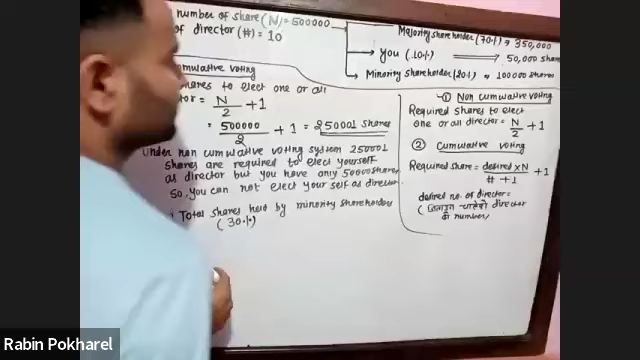 number of share (N) = 500000
of director (#) = 10
Majority shareholder (70%) = 350,000
you (10%) ⟹ 50,000 share
Minority shareholder (20%) = 100000 shares
Cumulative voting
shares to elect one or all
= N/2 + 1
= 500000/2 + 1 = 250001 shares
Under non cumulative voting system 250001
shares are required to elect yourself
as director but you have only 50000 shares
So, you can not elect your self as director.
Total shares held by minority shareholder
(30%)
① Non cumulative voting
Required shares to elect
one or all director = N/2 + 1
② Cumulative voting
Required share = desired × N / # + 1 + 1
desired no. of director =
director
number)
Rabin Pokharel